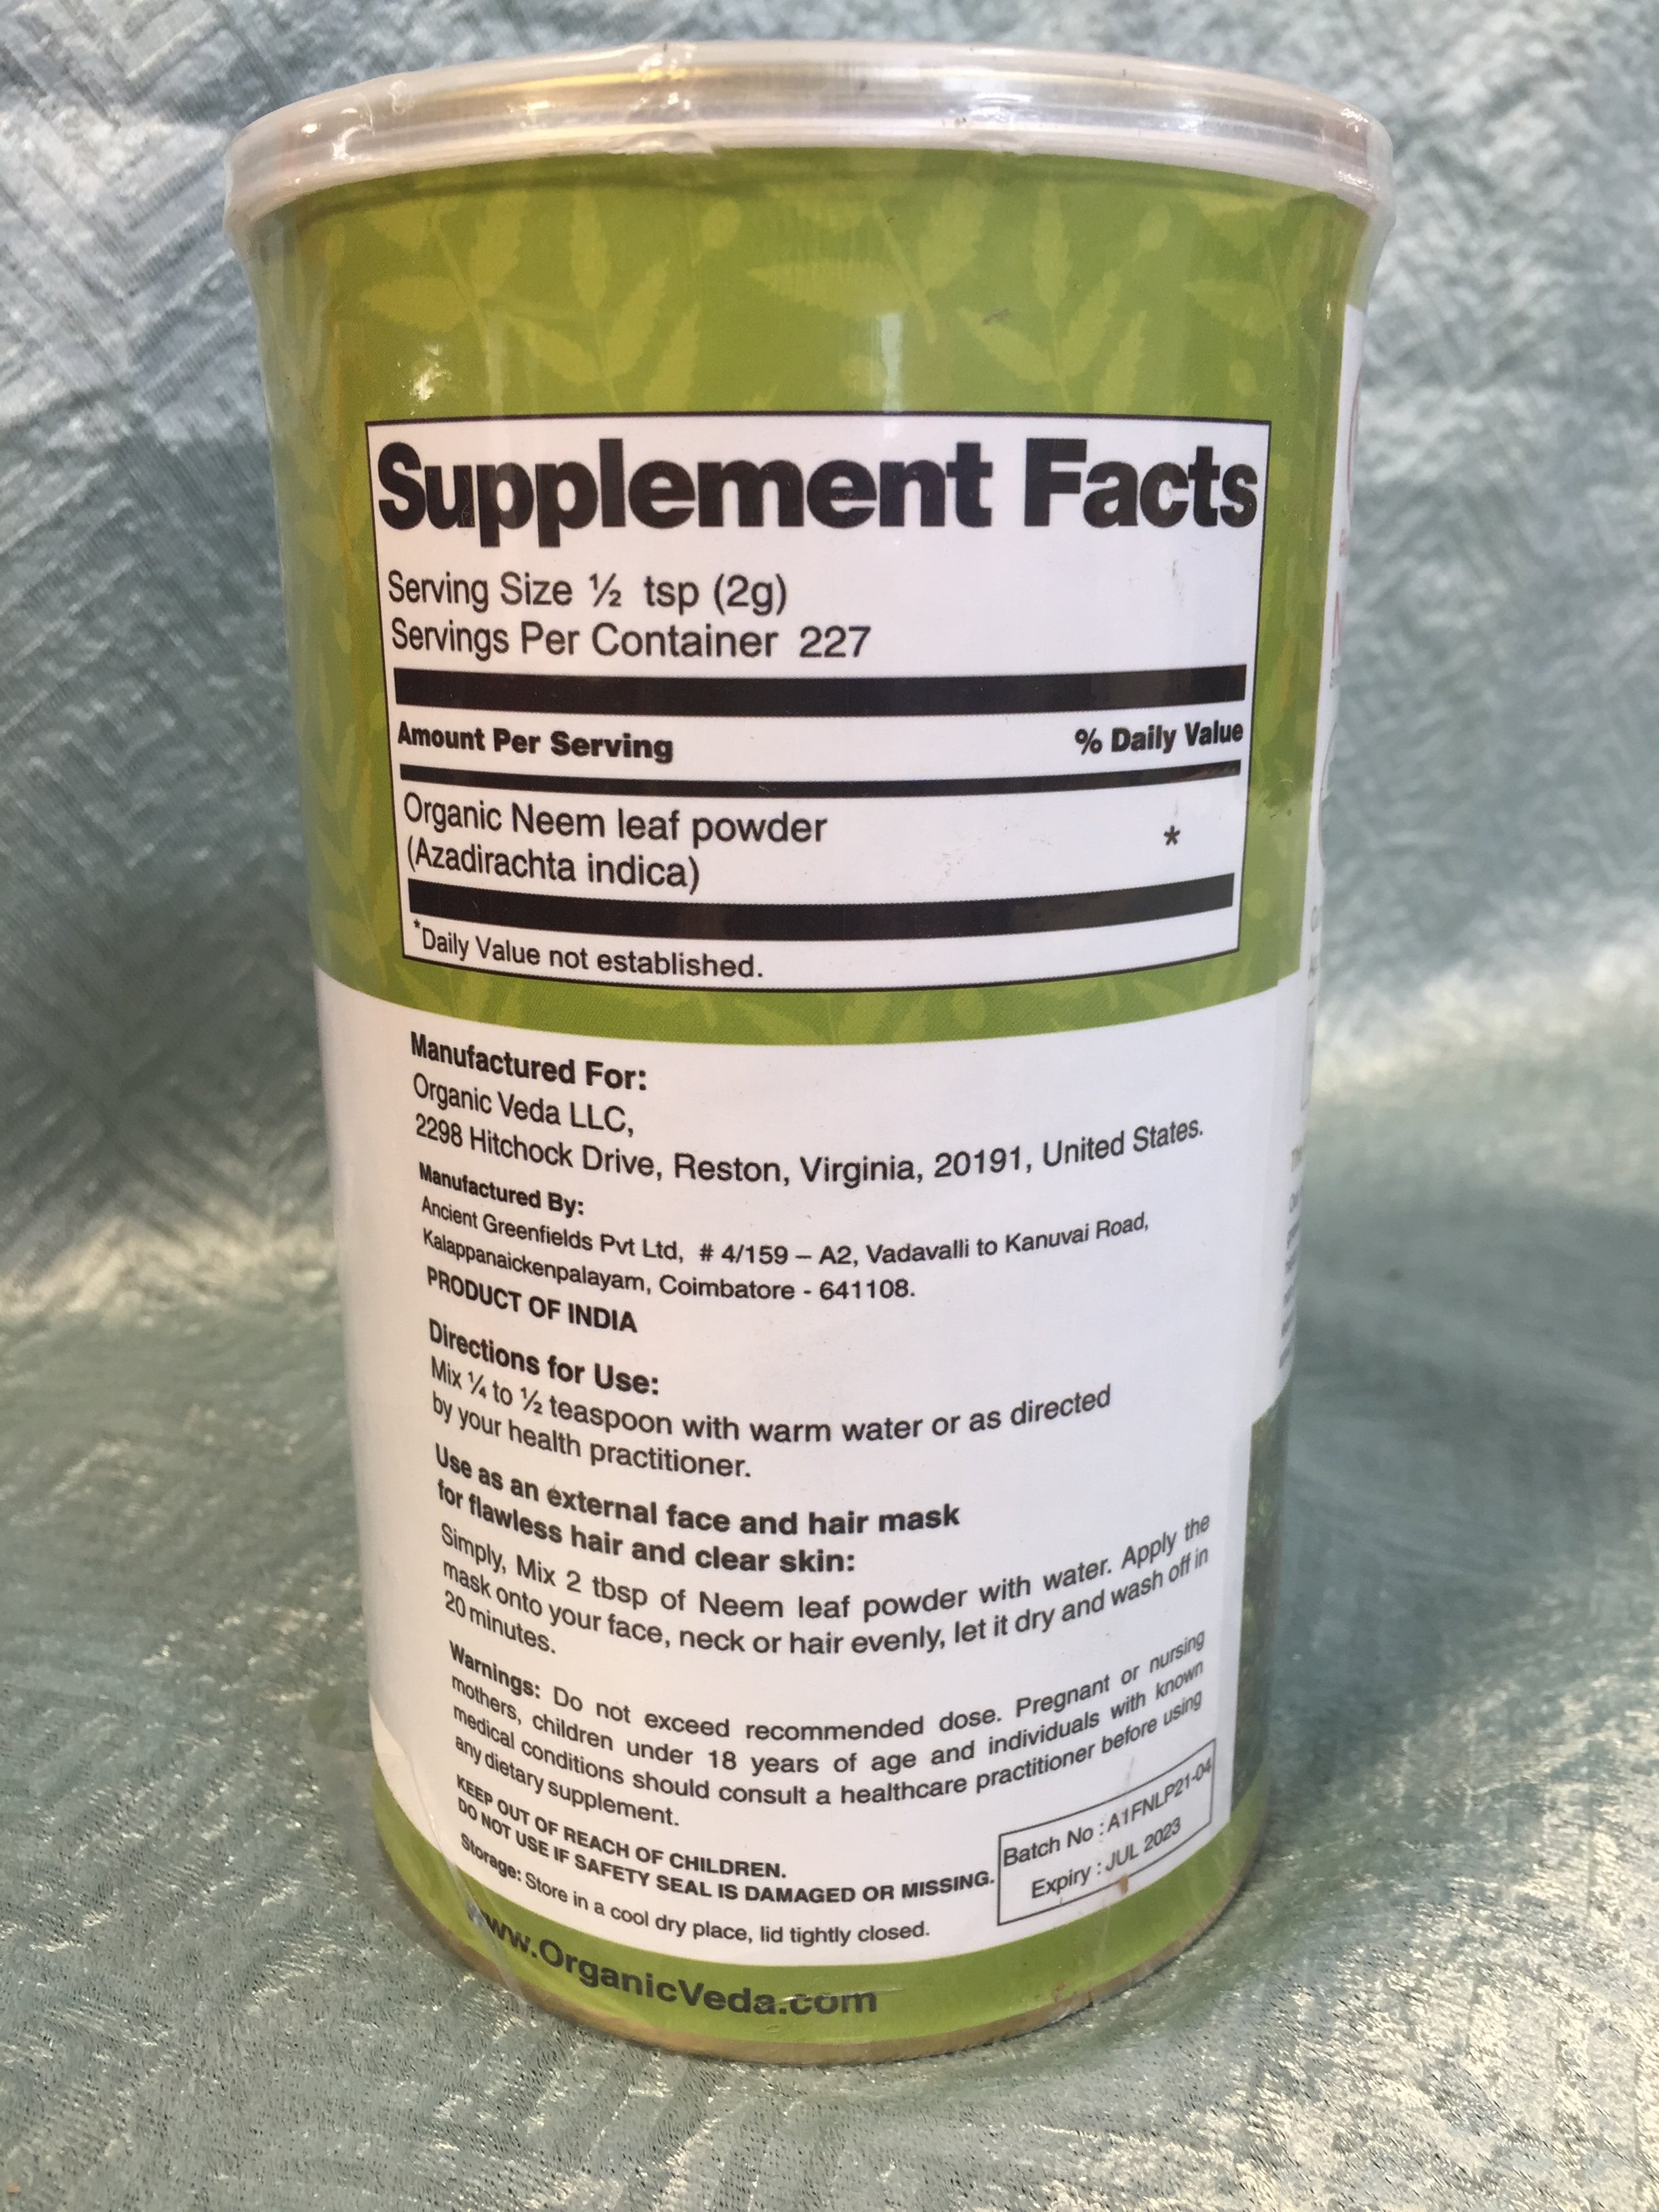 Supplement Facts
Serving Size ½ tsp (2g)
Servings Per Container 227
Amount Per Serving % Daily Value
Organic Neem leaf powder
(Azadirachta indica) *
*Daily Value not established.
Manufactured For:
Organic Veda LLC,
2298 Hitchock Drive, Reston, Virginia, 20191, United States.
Manufactured By:
Ancient Greenfields Pvt Ltd, # 4/159 – A2, Vadavalli to Kanuvai Road,
Kalappanaickenpalayam, Coimbatore - 641108.
PRODUCT OF INDIA
Directions for Use:
Mix ¼ to ½ teaspoon with warm water or as directed
by your health practitioner.
Use as an external face and hair mask
for flawless hair and clear skin:
Simply, Mix 2 tbsp of Neem leaf powder with water. Apply the
mask onto your face, neck or hair evenly, let it dry and wash off in
20 minutes.
Warnings: Do not exceed recommended dose. Pregnant or nursing
mothers, children under 18 years of age and individuals with known
medical conditions should consult a healthcare practitioner before using
any dietary supplement.
KEEP OUT OF REACH OF CHILDREN.
DO NOT USE IF SAFETY SEAL IS DAMAGED OR MISSING.
Storage: Store in a cool dry place, lid tightly closed.
Batch No : A1FNLP21-04
Expiry : JUL 2023
www.OrganicVeda.com